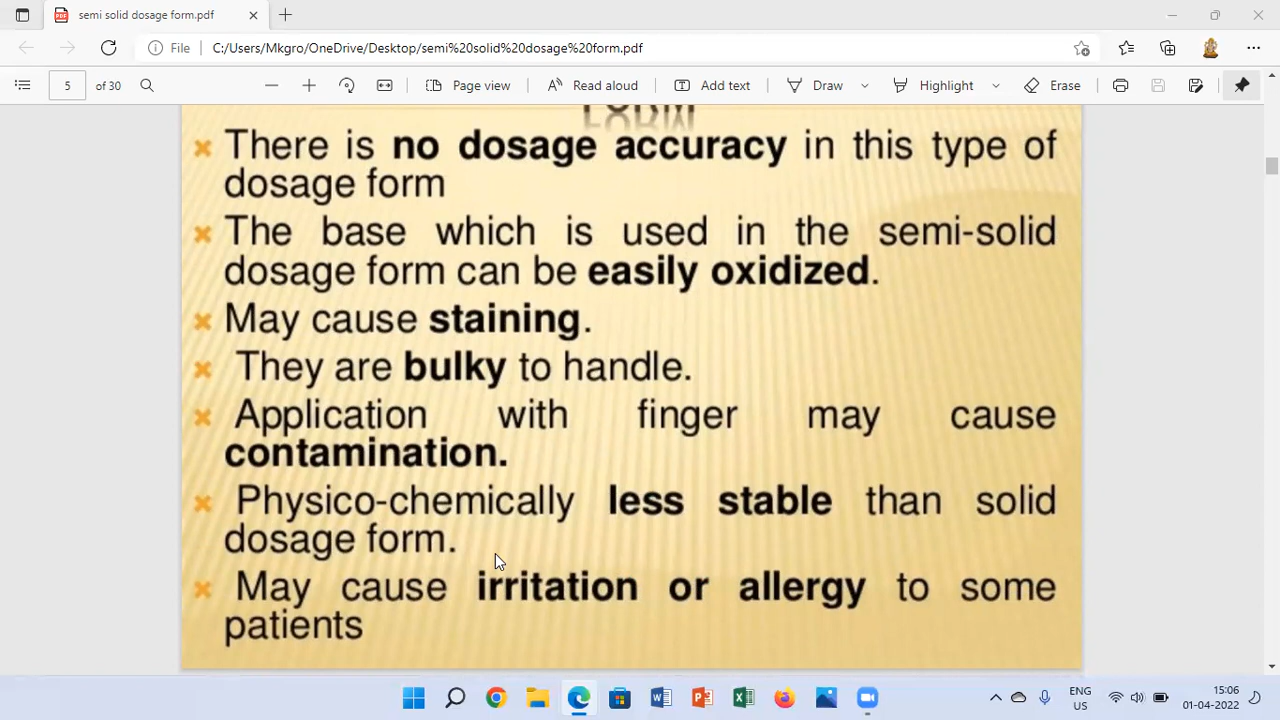 semi solid dosage form.pdf
File C:/Users/Mkgro/OneDrive/Desktop/semi%20solid%20dosage%20form.pdf
5 of 30 Page view Read aloud Add text Draw Highlight Erase
FORM
There is no dosage accuracy in this type of
dosage form
The base which is used in the semi-solid
dosage form can be easily oxidized.
May cause staining.
They are bulky to handle.
Application with finger may cause
contamination.
Physico-chemically less stable than solid
dosage form.
May cause irritation or allergy to some
patients
ENG
US
15:06
01-04-2022